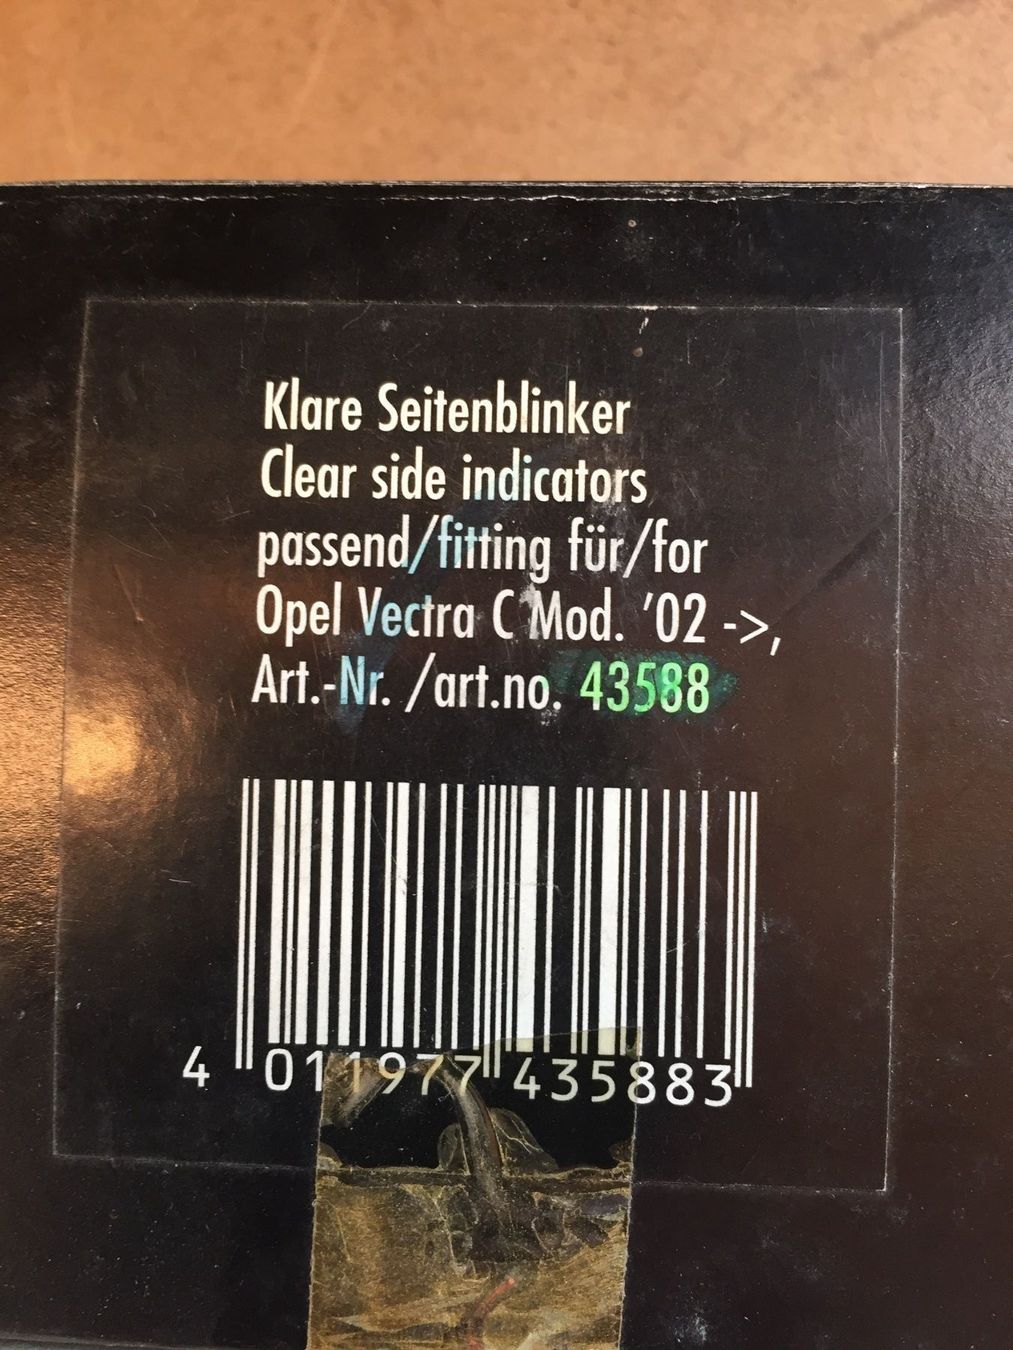 Klare Seitenblinker
Clear side indicators
passend/fitting für/for
Opel Vectra C Mod. '02 ->,
Art.-Nr. /art.no. 43588
4 011977 435883